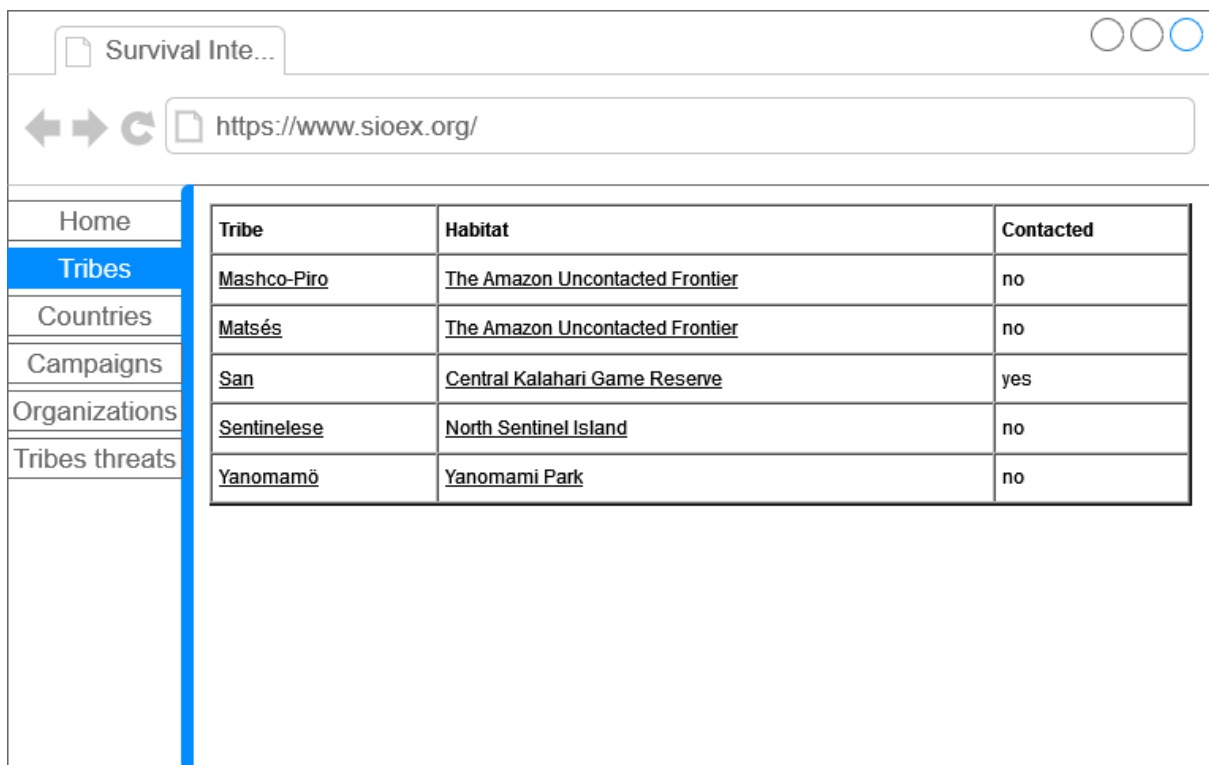 Survival Inte...
https://www.sioex.org/
Home
Tribes
Countries
Campaigns
Organizations
Tribes threats
Tribe Habitat Contacted
Mashco-Piro The Amazon Uncontacted Frontier no
Matsés The Amazon Uncontacted Frontier no
San Central Kalahari Game Reserve yes
Sentinelese North Sentinel Island no
Yanomamö Yanomami Park no